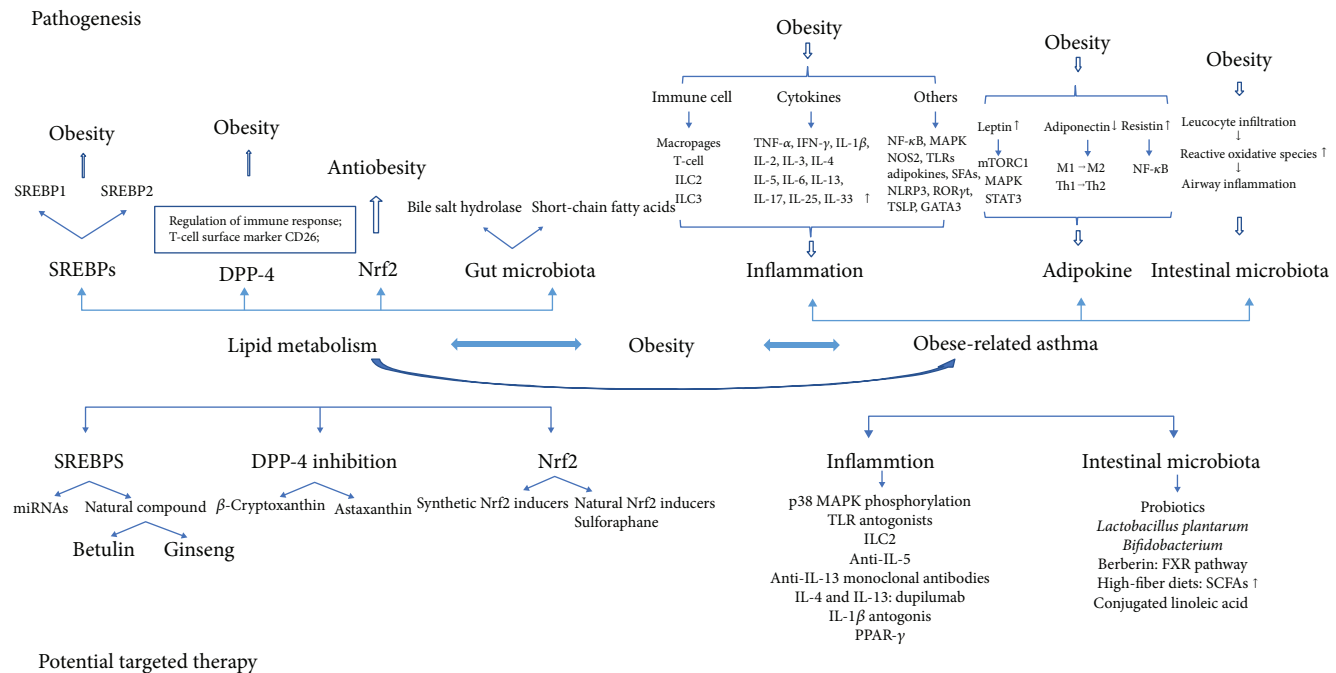 Pathogenesis
Obesity
SREBP1
SREBP2
SREBPs
Obesity
Regulation of immune response;
T-cell surface marker CD26;
DPP-4
Antiobesity
Nrf2
Bile salt hydrolase
Short-chain fatty acids
Gut microbiota
Obesity
Immune cell
Macropages
T-cell
ILC2
ILC3
Cytokines
TNF-α, IFN-γ, IL-1β,
IL-2, IL-3, IL-4
IL-5, IL-6, IL-13,
IL-17, IL-25, IL-33 ↑
Others
NF-κB, MAPK
NOS2, TLRs
adipokines, SFAs,
NLRP3, RORγt,
TSLP, GATA3
Inflammation
Obesity
Leptin ↑
mTORC1
MAPK
STAT3
Adiponectin ↓
M1→M2
Th1→Th2
Resistin ↑
NF-κB
Adipokine
Obesity
Leucocyte infiltration
↓
Reactive oxidative species ↑
↓
Airway inflammation
Intestinal microbiota
Lipid metabolism
Obesity
Obese-related asthma
SREBPS
miRNAs
Natural compound
Betulin
Ginseng
DPP-4 inhibition
β-Cryptoxanthin
Astaxanthin
Nrf2
Synthetic Nrf2 inducers
Natural Nrf2 inducers
Sulforaphane
Inflammtion
p38 MAPK phosphorylation
TLR antogonists
ILC2
Anti-IL-5
Anti-IL-13 monoclonal antibodies
IL-4 and IL-13: dupilumab
IL-1β antogonis
PPAR-γ
Intestinal microbiota
Probiotics
Lactobacillus plantarum
Bifidobacterium
Berberin: FXR pathway
High-fiber diets: SCFAs ↑
Conjugated linoleic acid
Potential targeted therapy